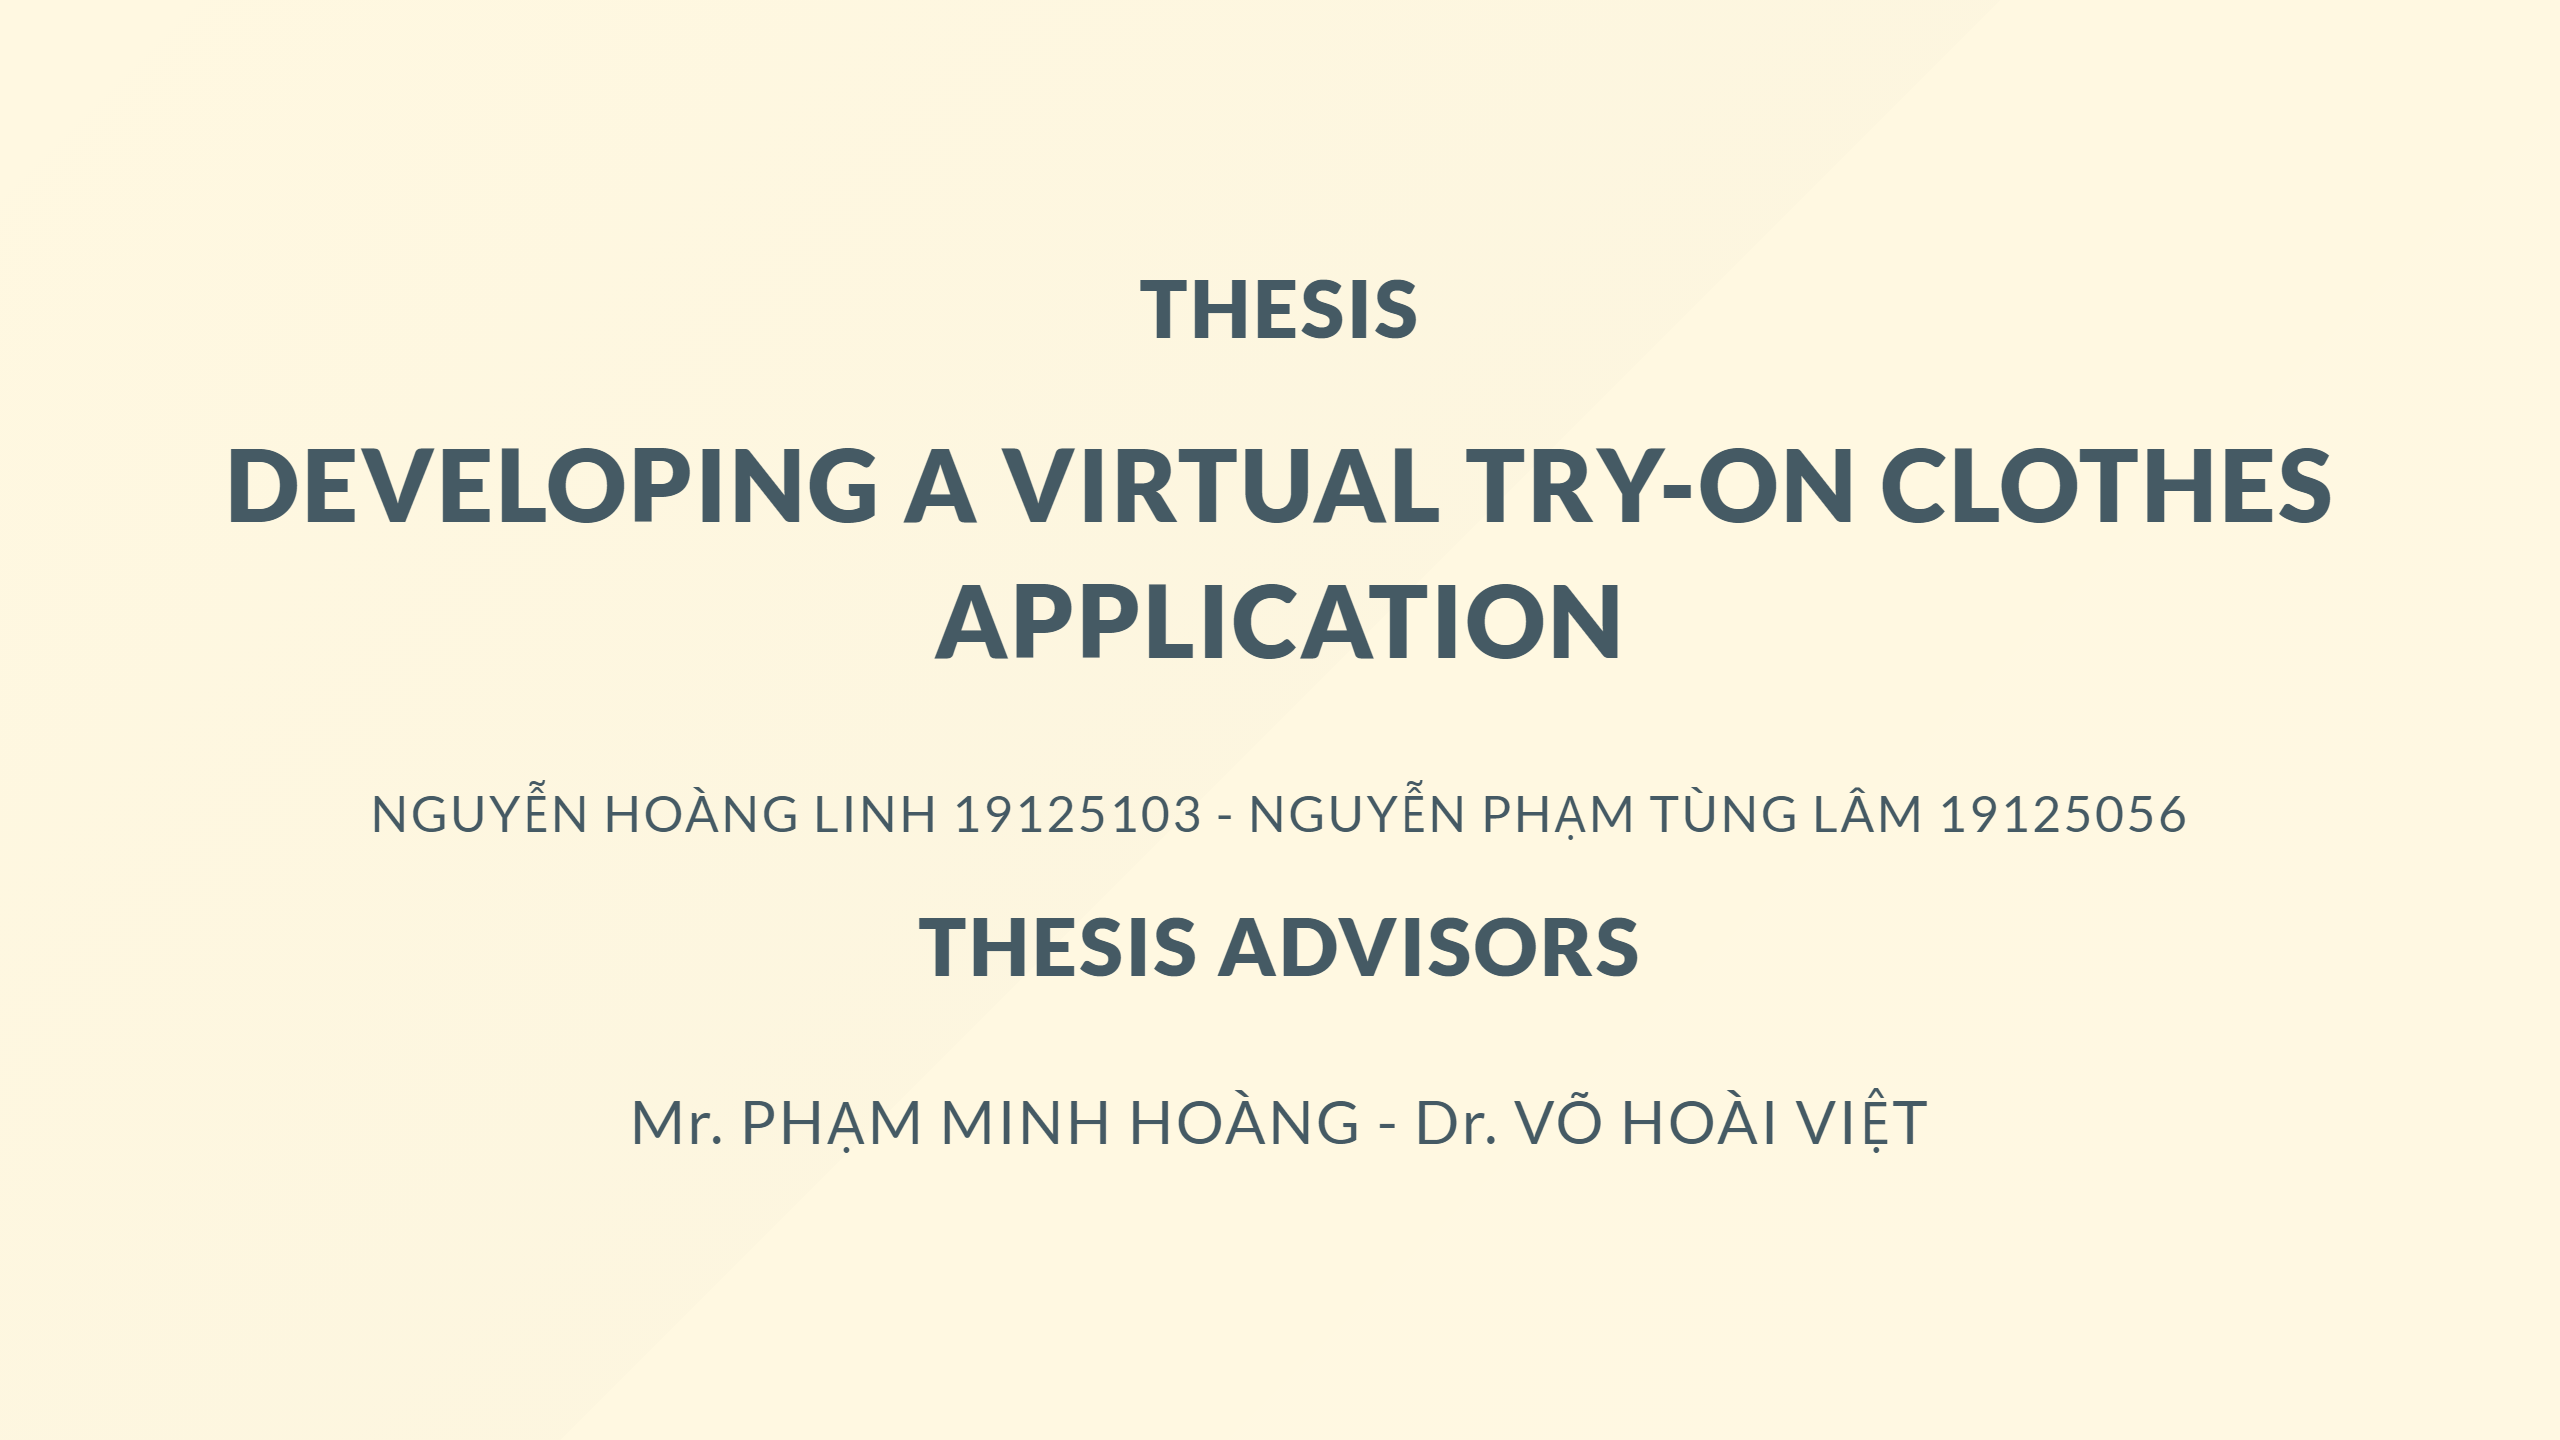 THESIS
DEVELOPING A VIRTUAL TRY-ON CLOTHES
APPLICATION
NGUYỄN HOÀNG LINH 19125103 - NGUYỄN PHẠM TÙNG LÂM 19125056
THESIS ADVISORS
Mr. PHẠM MINH HOÀNG - Dr. VÕ HOÀI VIỆT